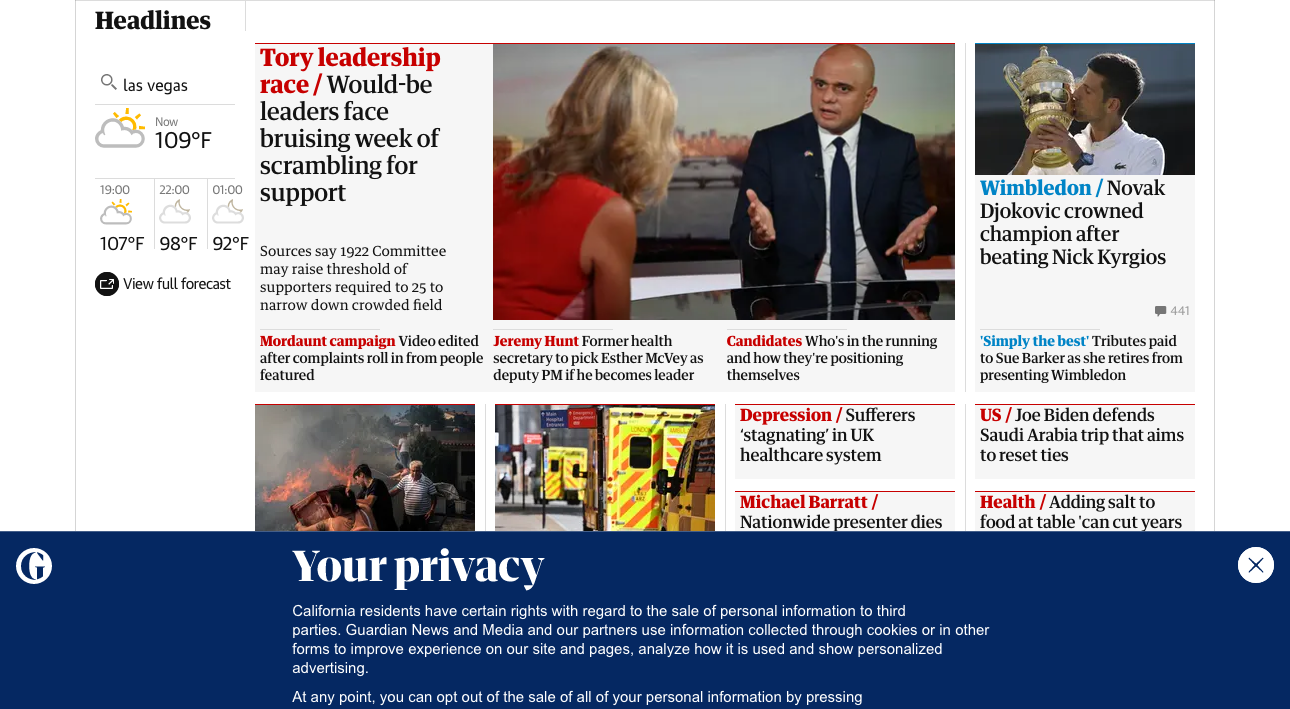 Headlines
las vegas
Now
109°F
19:00
107°F
22:00
98°F
01:00
92°F
View full forecast
Tory leadership
race / Would-be
leaders face
bruising week of
scrambling for
support
Sources say 1922 Committee
may raise threshold of
supporters required to 25 to
narrow down crowded field
Mordaunt campaign Video edited
after complaints roll in from people
featured
Jeremy Hunt Former health
secretary to pick Esther McVey as
deputy PM if he becomes leader
Candidates Who's in the running
and how they're positioning
themselves
Wimbledon / Novak
Djokovic crowned
champion after
beating Nick Kyrgios
441
'Simply the best' Tributes paid
to Sue Barker as she retires from
presenting Wimbledon
Depression / Sufferers
‘stagnating’ in UK
healthcare system
Michael Barratt /
Nationwide presenter dies
US / Joe Biden defends
Saudi Arabia trip that aims
to reset ties
Health / Adding salt to
food at table 'can cut years
G
Your privacy
California residents have certain rights with regard to the sale of personal information to third
parties. Guardian News and Media and our partners use information collected through cookies or in other
forms to improve experience on our site and pages, analyze how it is used and show personalized
advertising.
At any point, you can opt out of the sale of all of your personal information by pressing